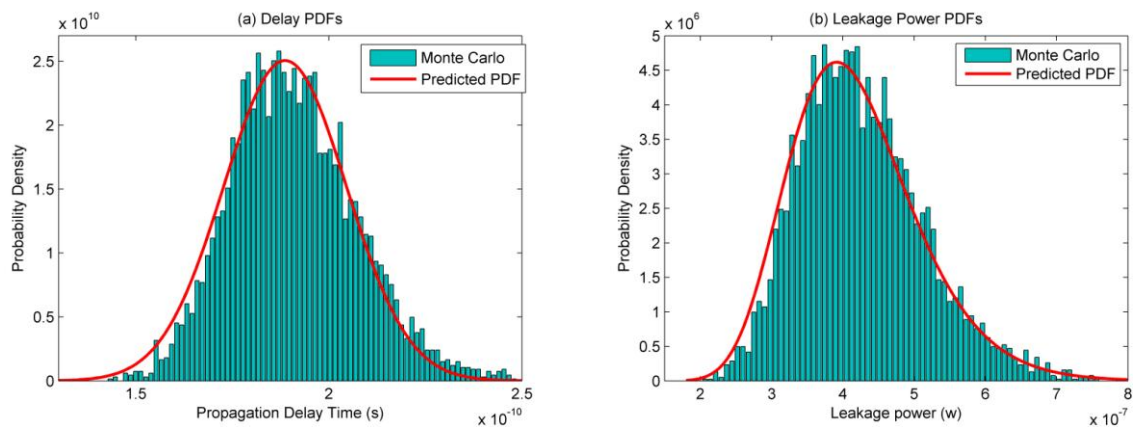 (a) Delay PDFs
x 10^10
Monte Carlo
Predicted PDF
2.5
2
1.5
1
0.5
0
Probability Density
1.5
2
2.5
Propagation Delay Time (s)
x 10^-10
(b) Leakage Power PDFs
x 10^6
Monte Carlo
Predicted PDF
5
4.5
4
3.5
3
2.5
2
1.5
1
0.5
0
Probability Density
2
3
4
5
6
7
8
Leakage power (w)
x 10^-7